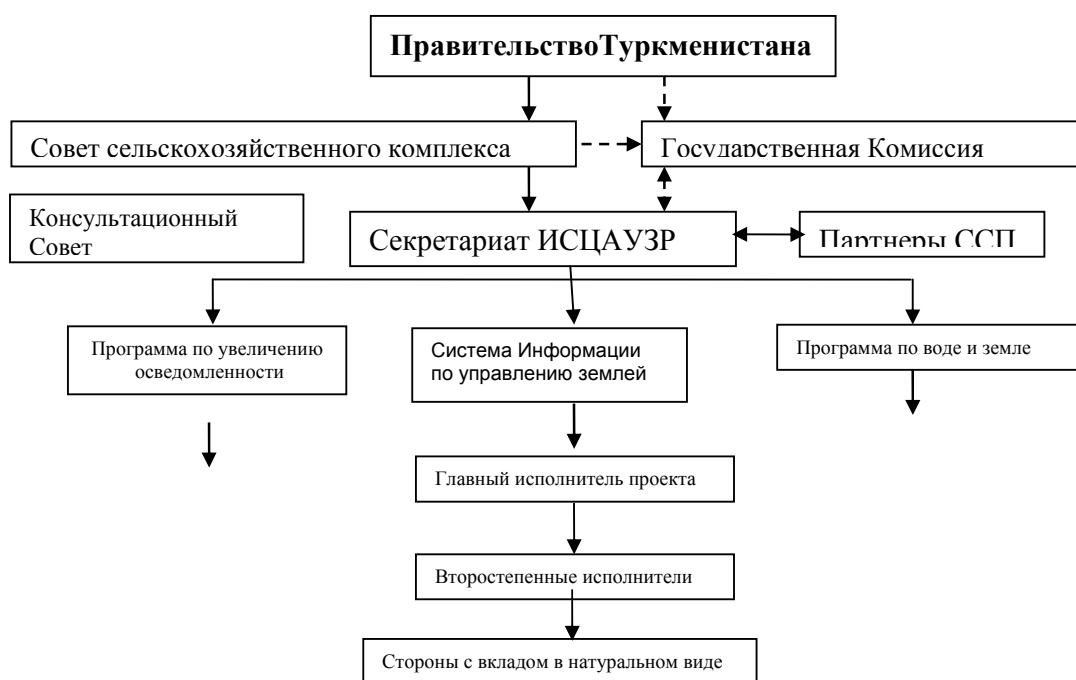 ПравительствоТуркменистана
Совет сельскохозяйственного комплекса
Государственная Комиссия
Консультационный
Совет
Секретариат ИСЦАУЗР
Партнеры ССП
Программа по увеличению
осведомленности
Система Информации
по управлению землей
Программа по воде и земле
Главный исполнитель проекта
Второстепенные исполнители
Стороны с вкладом в натуральном виде